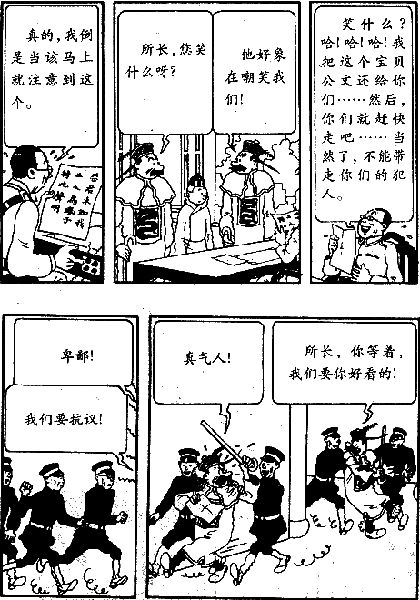 真的,我倒
是当该马上
就注意到这
个。
所长,您笑
什么呀?
他好象
在嘲笑我
们!
笑什么?
哈!哈!哈!我
把这个宝贝
公文还给你
们……然后,
你们就赶快
走吧……当
然了,不能带
走你们的犯
人。
卑鄙!
我们要抗议!
真气人!
所长,你等着,
我们要你好看的!